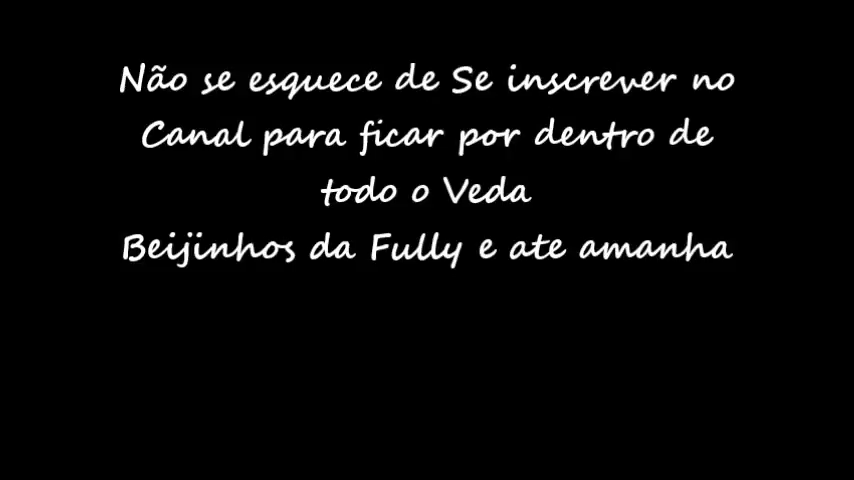 Não se esquece de Se inscrever no
Canal para ficar por dentro de
todo o Veda
Beijinhos da Fully e ate amanha